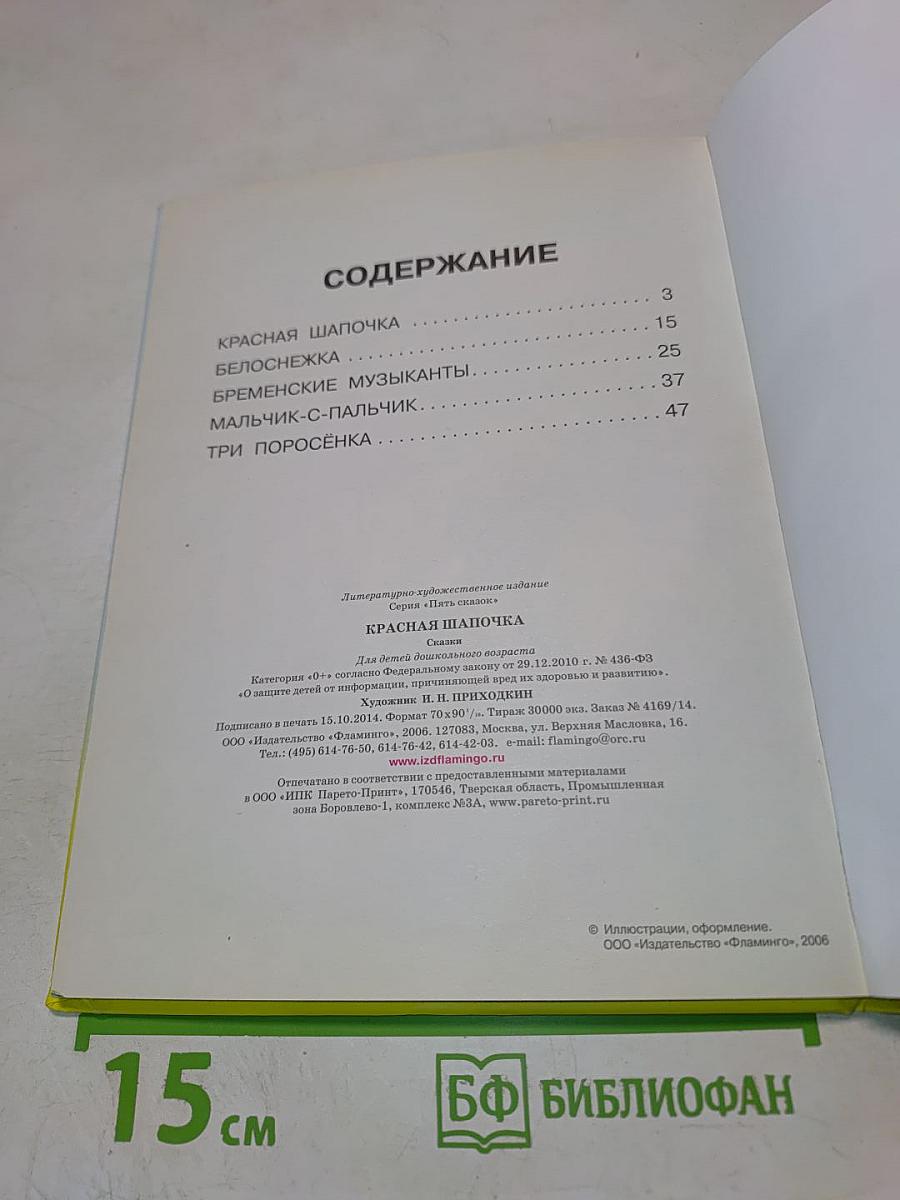 СОДЕРЖАНИЕ
КРАСНАЯ ШАПОЧКА ........................ 3
БЕЛОСНЕЖКА ............................. 15
БРЕМЕНСКИЕ МУЗЫКАНТЫ.................. 25
МАЛЬЧИК-С-ПАЛЬЧИК....................... 37
ТРИ ПОРОСЁНКА .......................... 47
Литературно-художественное издание
Серия «Пять сказок»
КРАСНАЯ ШАПОЧКА
Сказки
Для детей дошкольного возраста
Категория «0+» согласно Федеральному закону от 29.12.2010 г. № 436-ФЗ
«О защите детей от информации, причиняющей вред их здоровью и развитию».
Художник И. Н. ПРИХОДКИН
Подписано в печать 15.10.2014. Формат 70х90 1/16. Тираж 30000 экз. Заказ № 4169/14.
ООО «Издательство «Фламинго», 2006. 127083, Москва, ул. Верхняя Масловка, 16.
Тел.: (495) 614-76-50, 614-76-42, 614-42-03. e-mail: flamingo@orc.ru
www.izdflamingo.ru
Отпечатано в соответствии с предоставленными материалами
в ООО «ИПК Парето-Принт», 170546, Тверская область, Промышленная
зона Боровлево-1, комплекс №3А, www.pareto-print.ru
© Иллюстрации, оформление.
ООО «Издательство «Фламинго», 2006
15 см
БФ БИБЛИОФАН